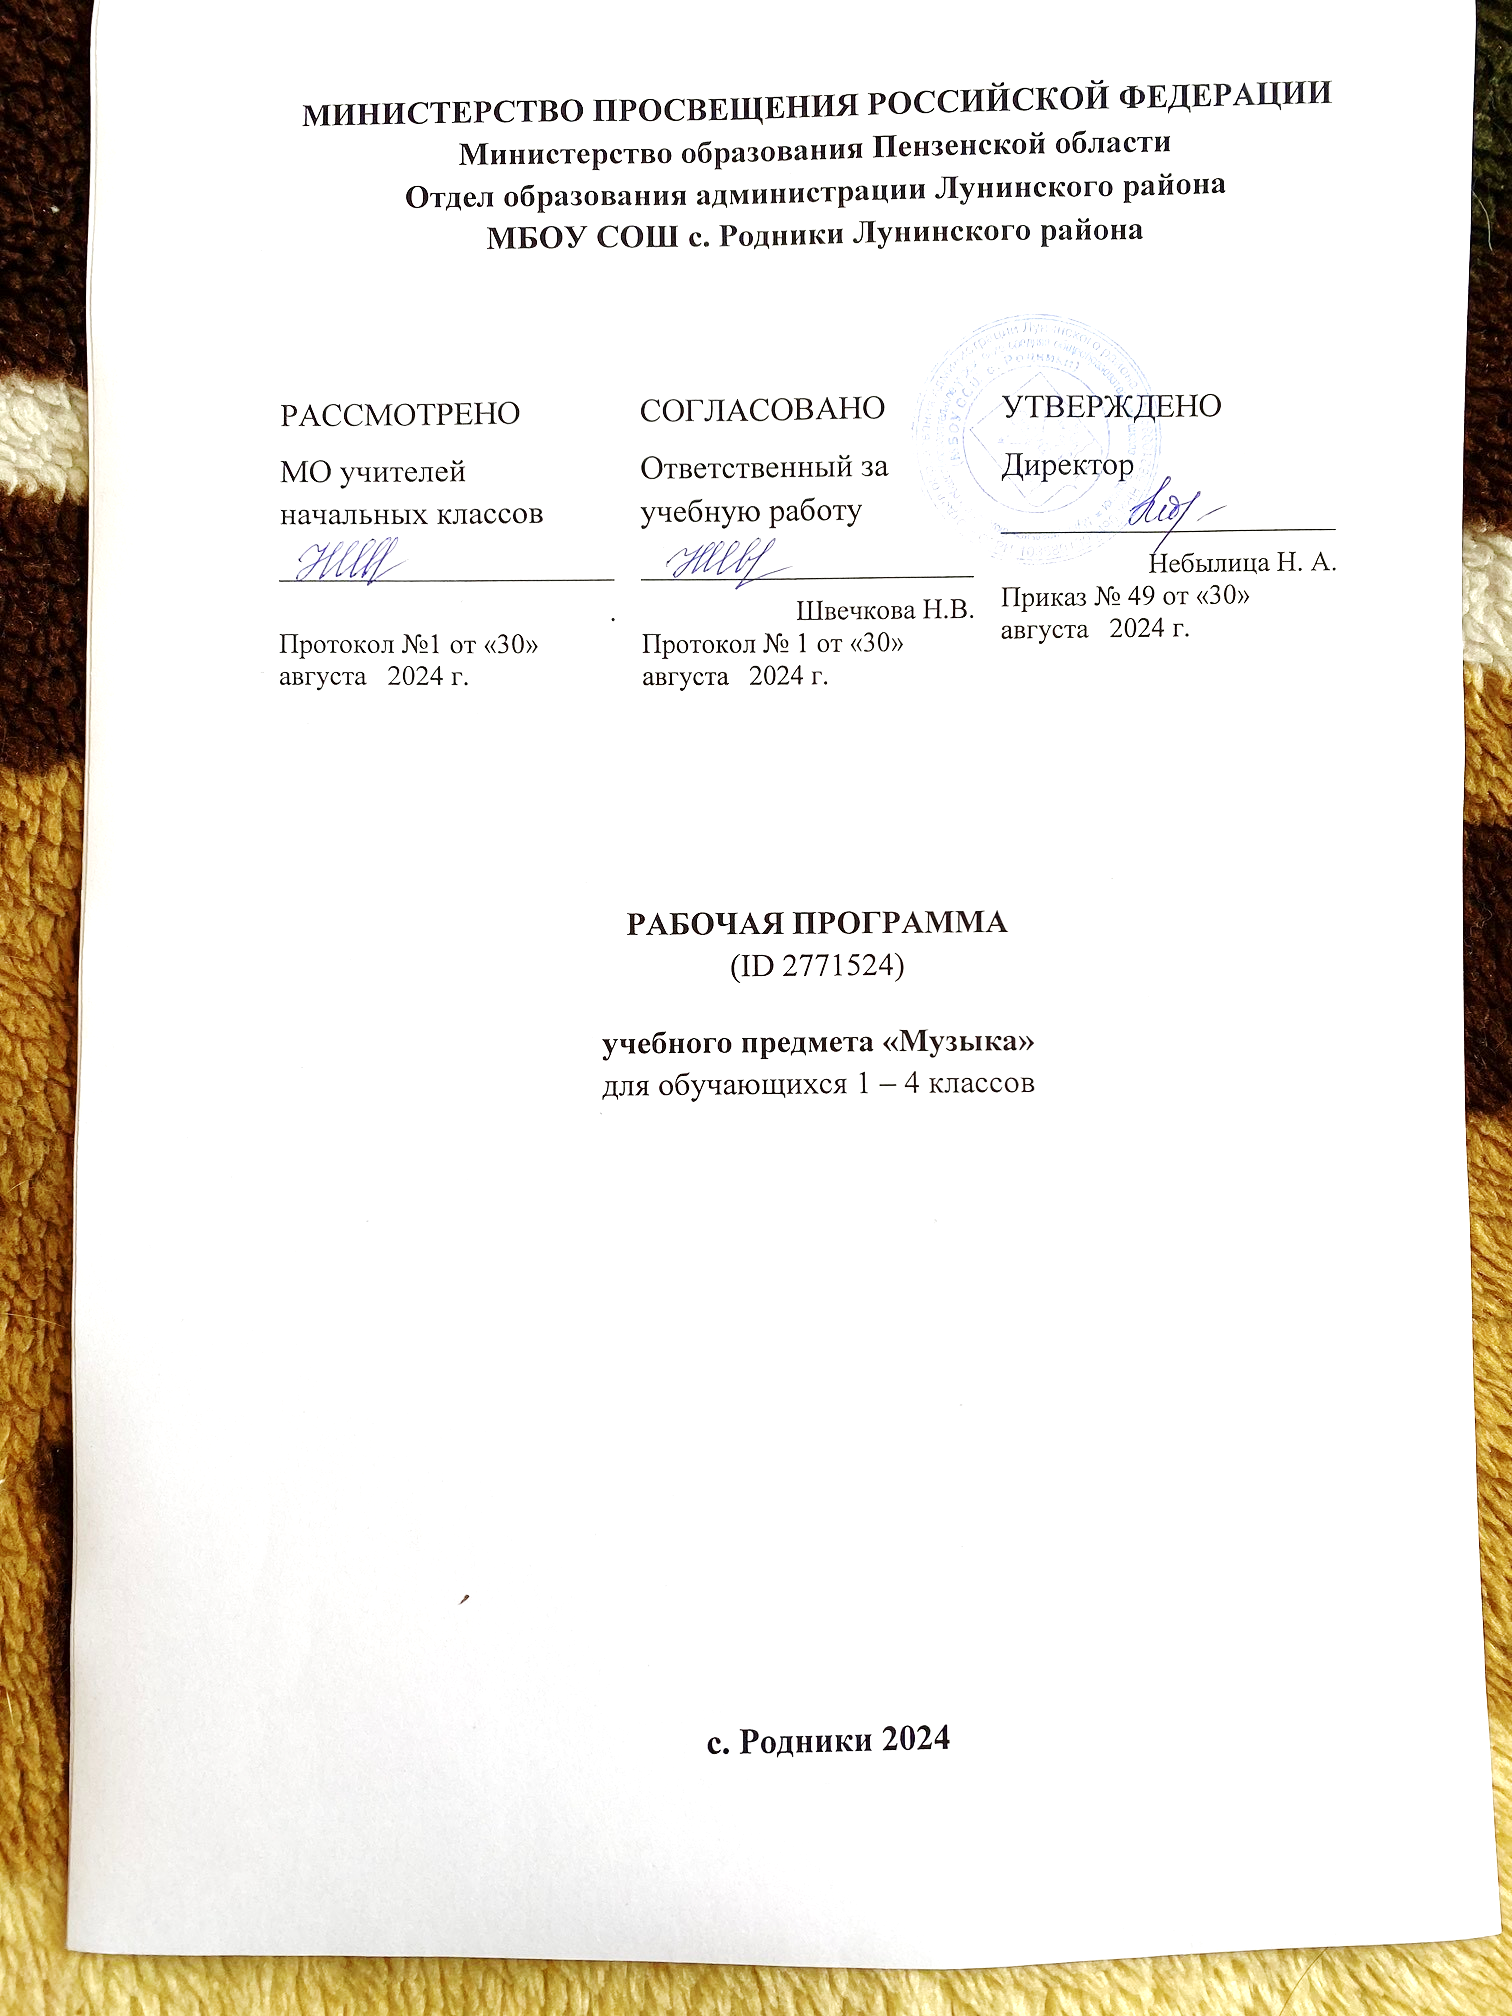 МИНИСТЕРСТВО ПРОСВЕЩЕНИЯ РОССИЙСКОЙ ФЕДЕРАЦИИ
Министерство образования Пензенской области
Отдел образования администрации Лунинского района
МБОУ СОШ с. Родники Лунинского района
РАССМОТРЕНО
МО учителей
начальных классов
.
Протокол №1 от «30»
августа 2024 г.
СОГЛАСОВАНО
Ответственный за
учебную работу
Швечкова Н.В.
Протокол № 1 от «30»
августа 2024 г.
УТВЕРЖДЕНО
Директор
Небылица Н. А.
Приказ № 49 от «30»
августа 2024 г.
РАБОЧАЯ ПРОГРАММА
(ID 2771524)
учебного предмета «Музыка»
для обучающихся 1 – 4 классов
с. Родники 2024